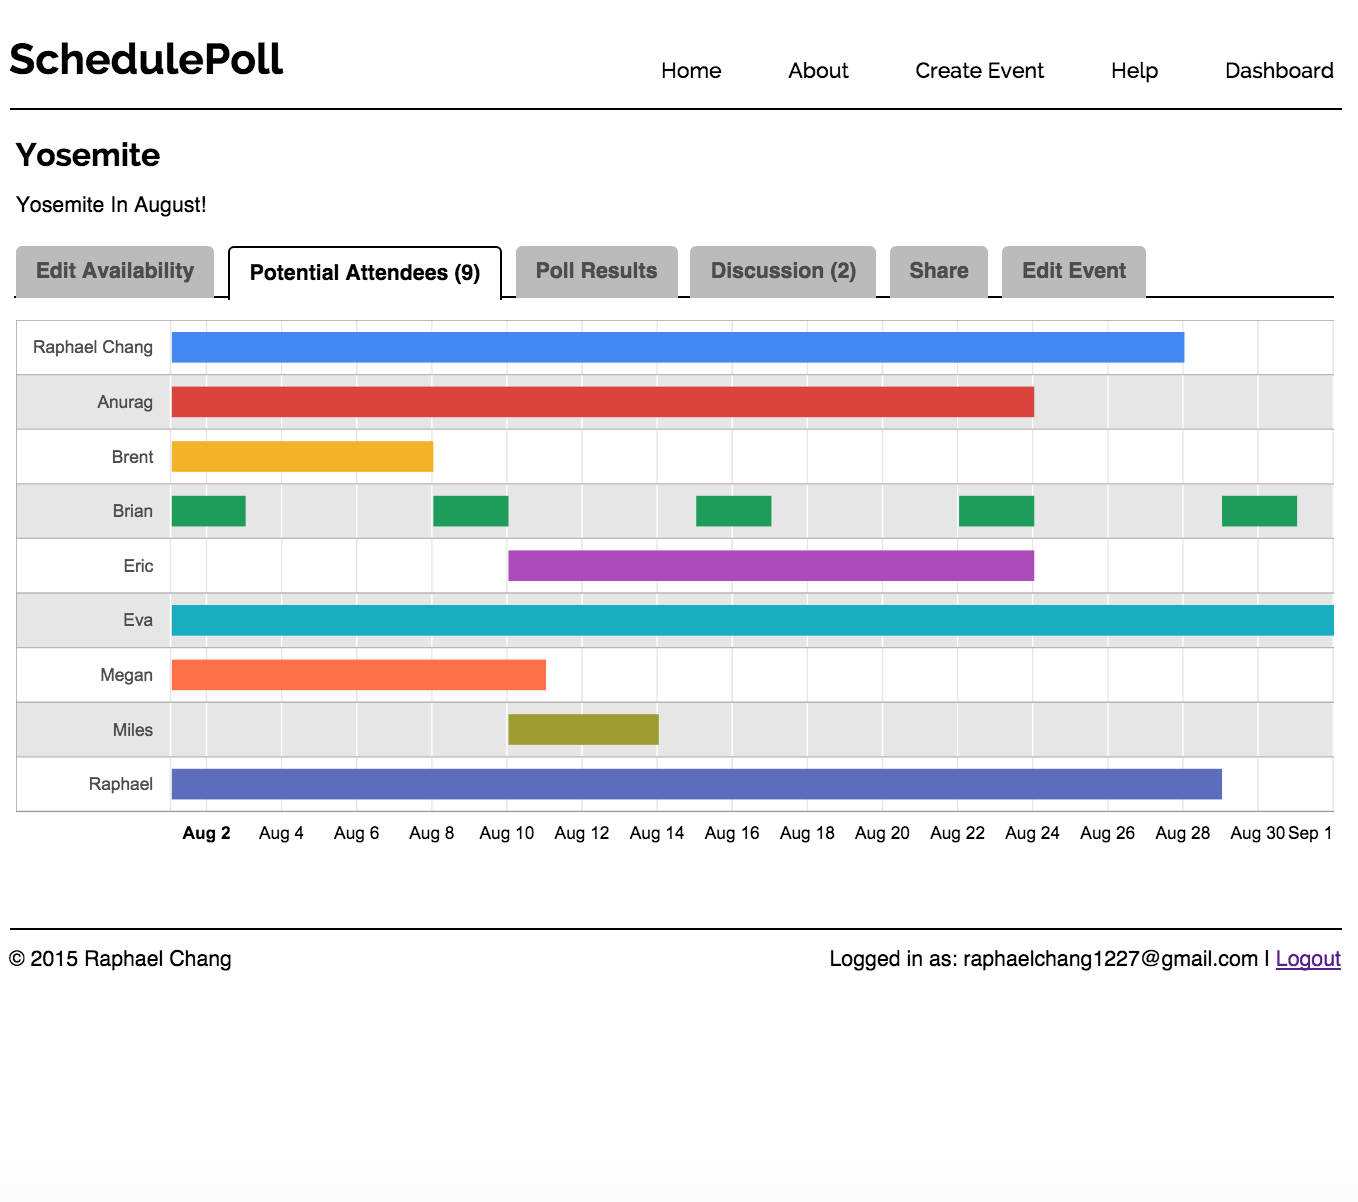 SchedulePoll
Home About Create Event Help Dashboard
Yosemite
Yosemite In August!
Edit Availability Potential Attendees (9) Poll Results Discussion (2) Share Edit Event
Raphael Chang
Anurag
Brent
Brian
Eric
Eva
Megan
Miles
Raphael
Aug 2 Aug 4 Aug 6 Aug 8 Aug 10 Aug 12 Aug 14 Aug 16 Aug 18 Aug 20 Aug 22 Aug 24 Aug 26 Aug 28 Aug 30 Sep 1
© 2015 Raphael Chang Logged in as: raphaelchang1227@gmail.com | Logout